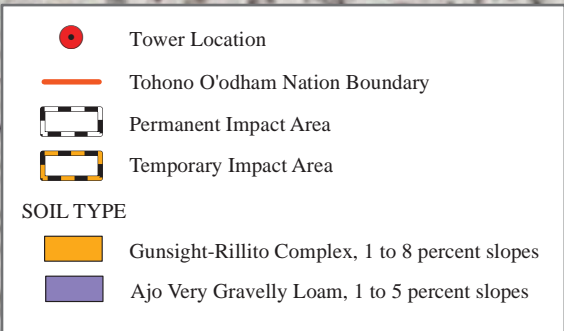 Tower Location
Tohono O'odham Nation Boundary
Permanent Impact Area
Temporary Impact Area
SOIL TYPE
Gunsight-Rillito Complex, 1 to 8 percent slopes
Ajo Very Gravelly Loam, 1 to 5 percent slopes